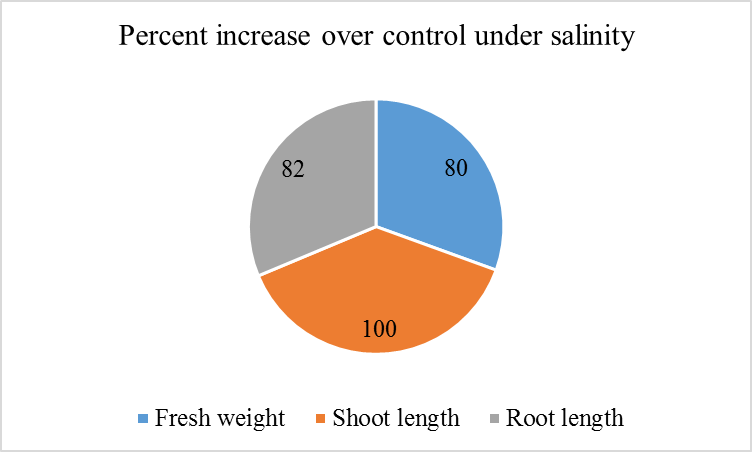 Percent increase over control under salinity
82
80
100
Fresh weight
Shoot length
Root length